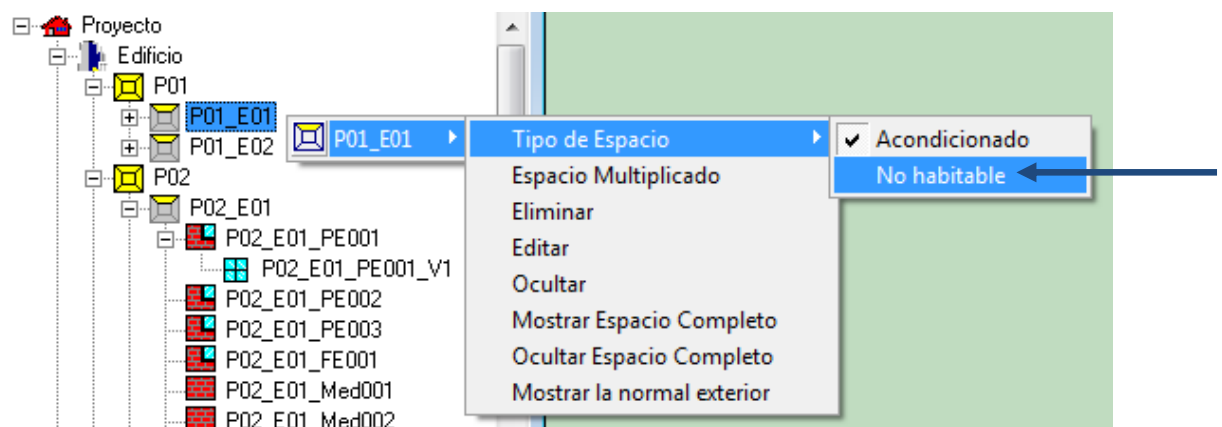 Proyecto
Edificio
P01
P01_E01
P01_E02
P02
P02_E01
P02_E01_PE001
P02_E01_PE001_V1
P02_E01_PE002
P02_E01_PE003
P02_E01_FE001
P02_E01_Med001
P02_E01_Med002
P01_E01
Tipo de Espacio
Espacio Multiplicado
Eliminar
Editar
Ocultar
Mostrar Espacio Completo
Ocultar Espacio Completo
Mostrar la normal exterior
Acondicionado
No habitable